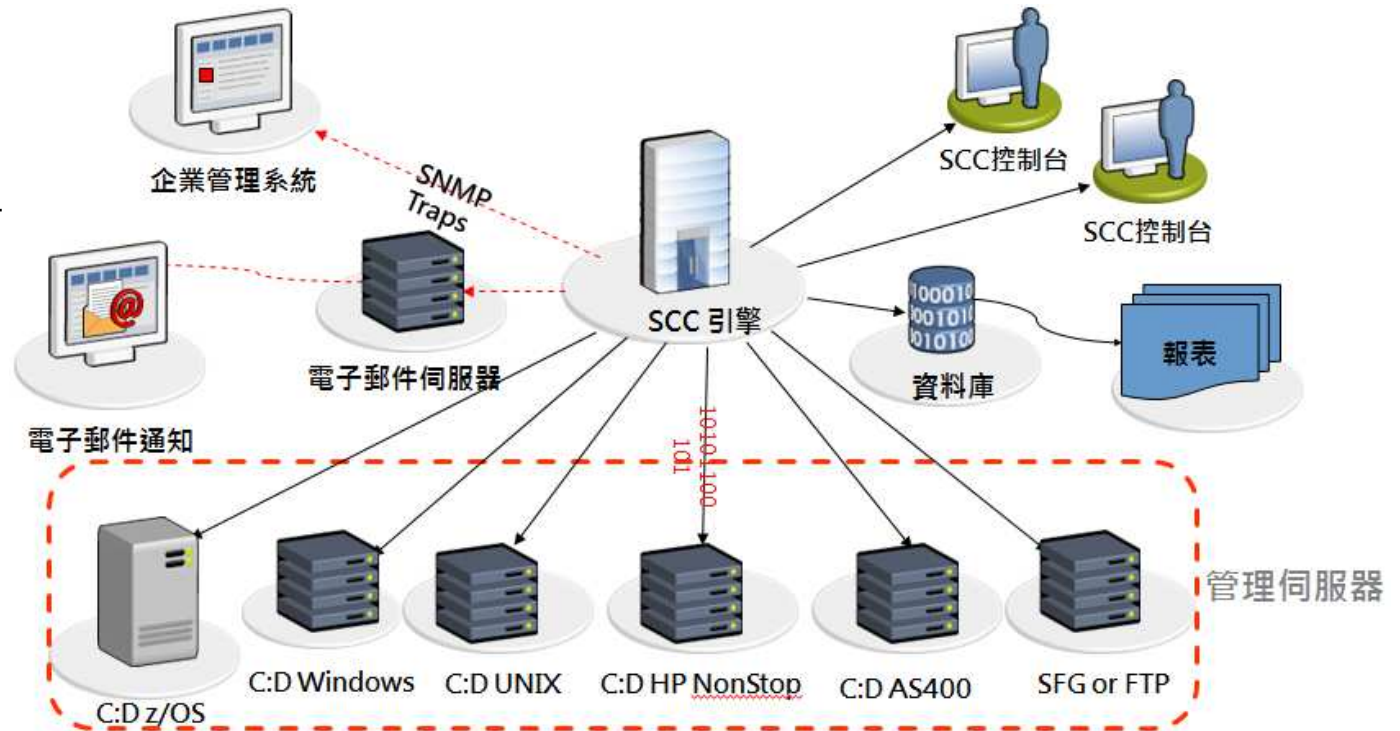 企業管理系統
SNMP
Traps
SCC控制台
SCC控制台
SCC 引擎
電子郵件伺服器
電子郵件通知
100010
0001010
0010100
資料庫
報表
10101100
101
管理伺服器
C:D z/OS
C:D Windows
C:D UNIX
C:D HP NonStop
C:D AS400
SFG or FTP